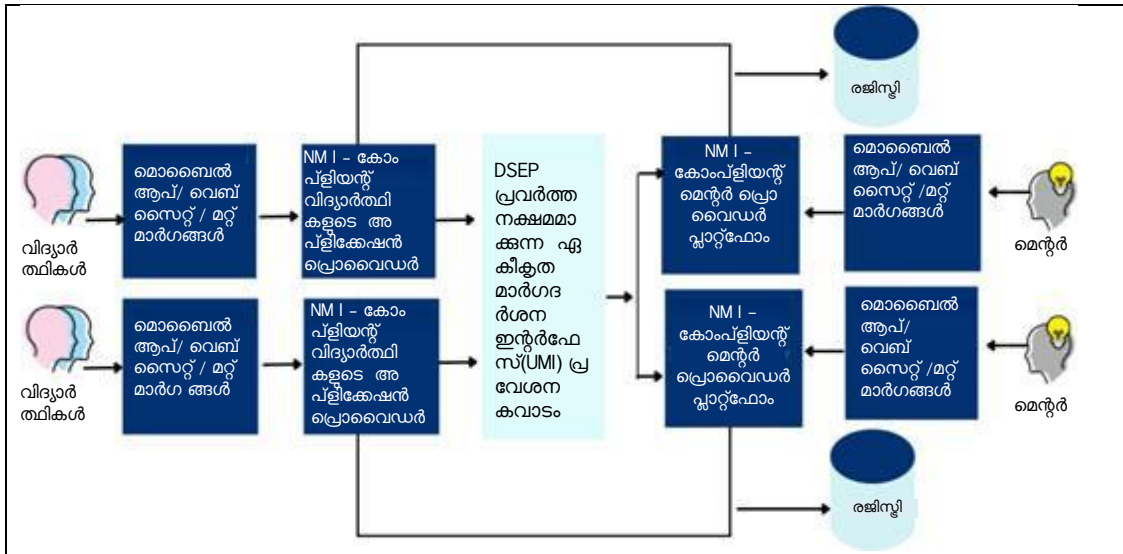 രജിസ്ട്രി
വിദ്യാർ
ത്ഥികൾ
മൊബൈൽ
ആപ്/ വെബ്
സൈറ്റ് / മറ്റ്
മാർഗങ്ങൾ
NM I – കോം
പ്ളിയന്റ്
വിദ്യാർത്ഥി
കളുടെ അ
പ്ളിക്കേഷൻ
പ്രൊവൈഡർ
DSEP
പ്രവർത്ത
നക്ഷമമാ
ക്കുന്ന ഏ
കീകൃത
മാർഗദ
ർശന
ഇന്റർഫേ
സ്(UMI) പ്ര
വേശന
കവാടം
NM I –
കോംപ്ളിയന്റ്
മെന്റർ പ്രൊ
വൈഡർ
പ്ലാറ്റ്ഫോം
മൊബൈൽ
ആപ്/ വെബ്
സൈറ്റ് /മറ്റ്
മാർഗങ്ങൾ
മെന്റർ
വിദ്യാർ
ത്ഥികൾ
മൊബൈൽ
ആപ്/ വെബ്
സൈറ്റ് / മറ്റ്
മാർഗ ങ്ങൾ
NM I – കോം
പ്ളിയന്റ്
വിദ്യാർത്ഥി
കളുടെ അ
പ്ളിക്കേഷൻ
പ്രൊവൈഡർ
NM I –
കോംപ്ളിയന്റ്
മെന്റർ
പ്രൊവൈഡർ
പ്ലാറ്റ്ഫോം
മൊബൈൽ
ആപ്/
വെബ്
സൈറ്റ് /മറ്റ്
മാർഗങ്ങൾ
മെന്റർ
രജിസ്ട്രി